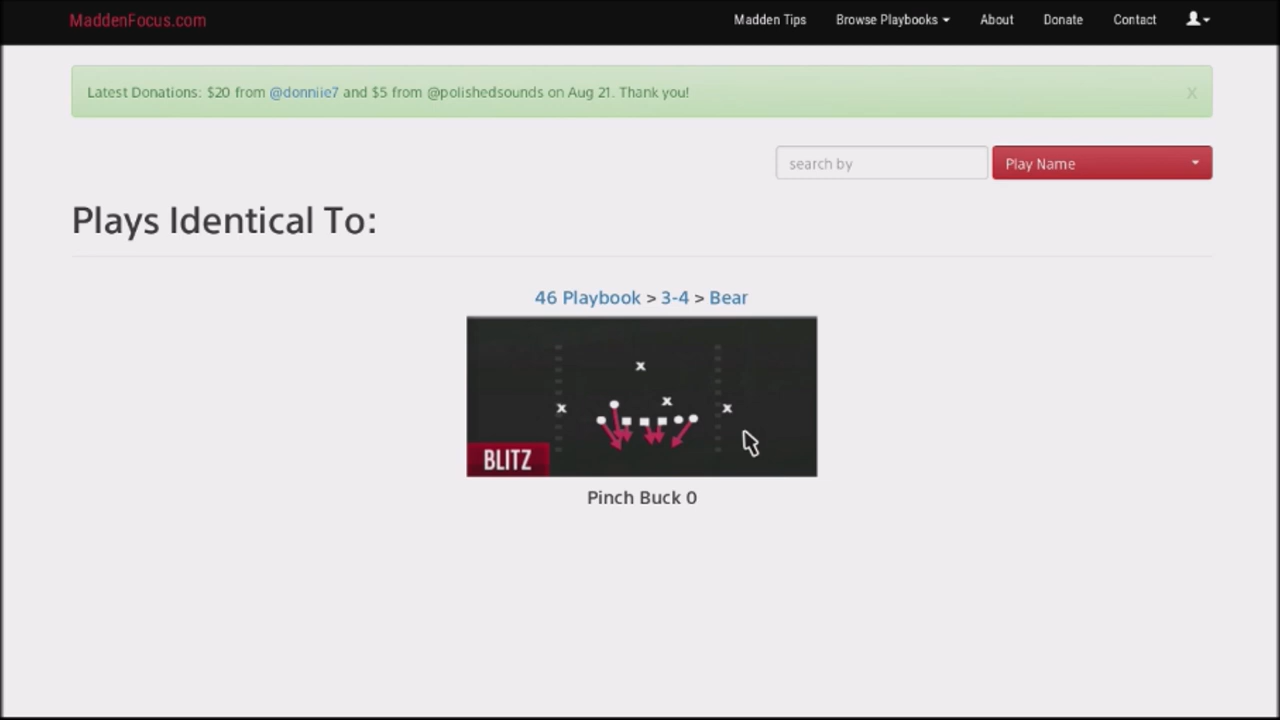 MaddenFocus.com
Madden Tips Browse Playbooks About Donate Contact
Latest Donations: $20 from @donniie7 and $5 from @polishedsounds on Aug 21. Thank you! x
search by Play Name
Plays Identical To:
46 Playbook > 3-4 > Bear
BLITZ
Pinch Buck 0